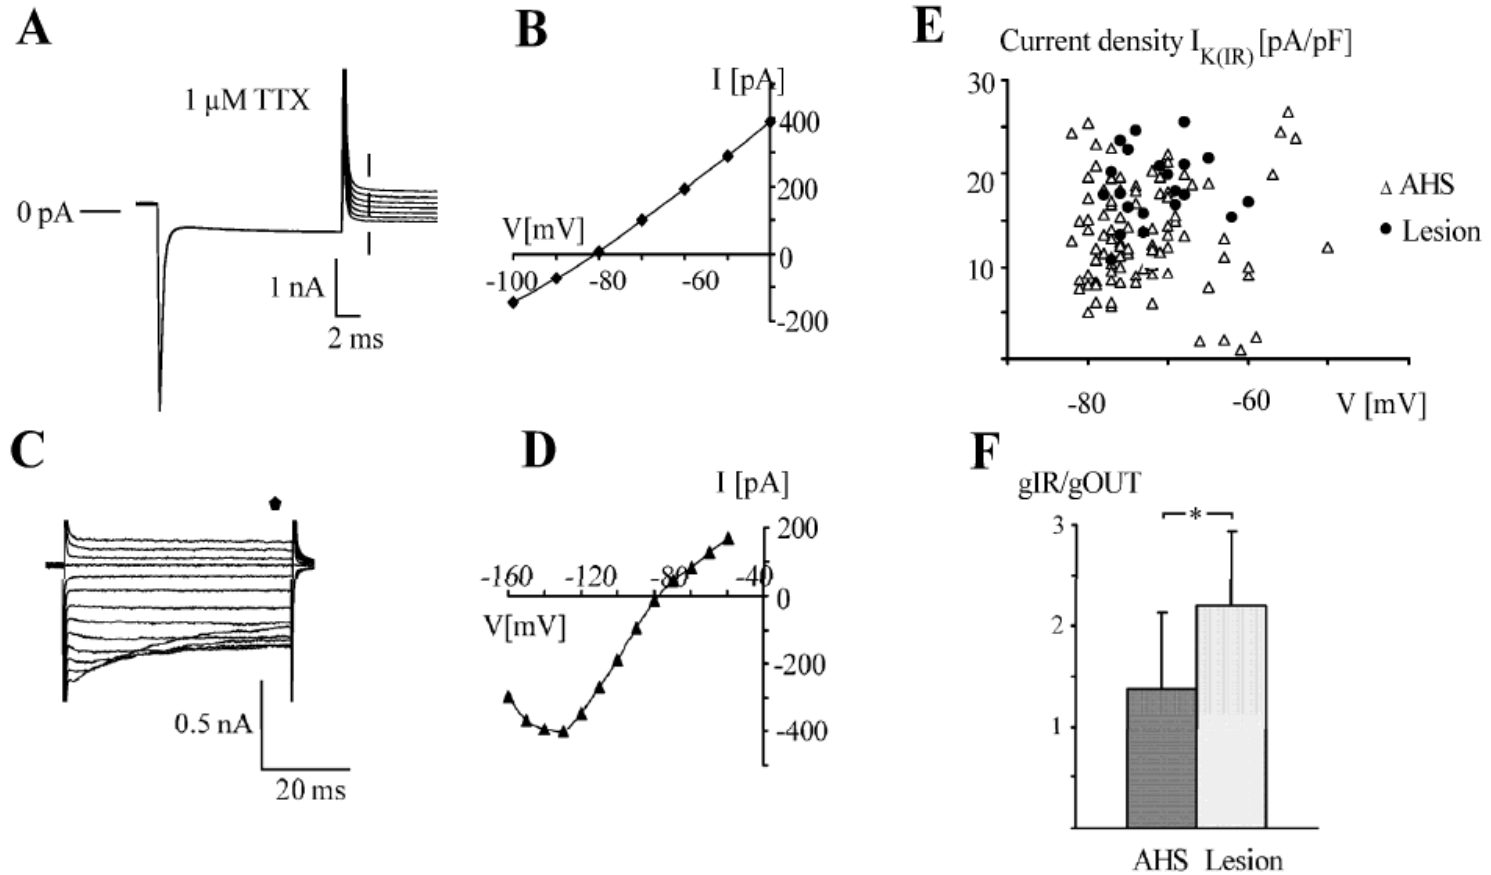 A
1 µM TTX
0 pA
1 nA
2 ms
B
I [pA]
400
200
V[mV]
0
-100
-80
-60
-200
C
0.5 nA
20 ms
D
I [pA]
200
-160
-120
-80
-40
0
V[mV]
-200
-400
E
Current density I K(IR) [pA/pF]
30
20
10
AHS
Lesion
-80
-60
V [mV]
F
gIR/gOUT
*
3
2
1
AHS Lesion